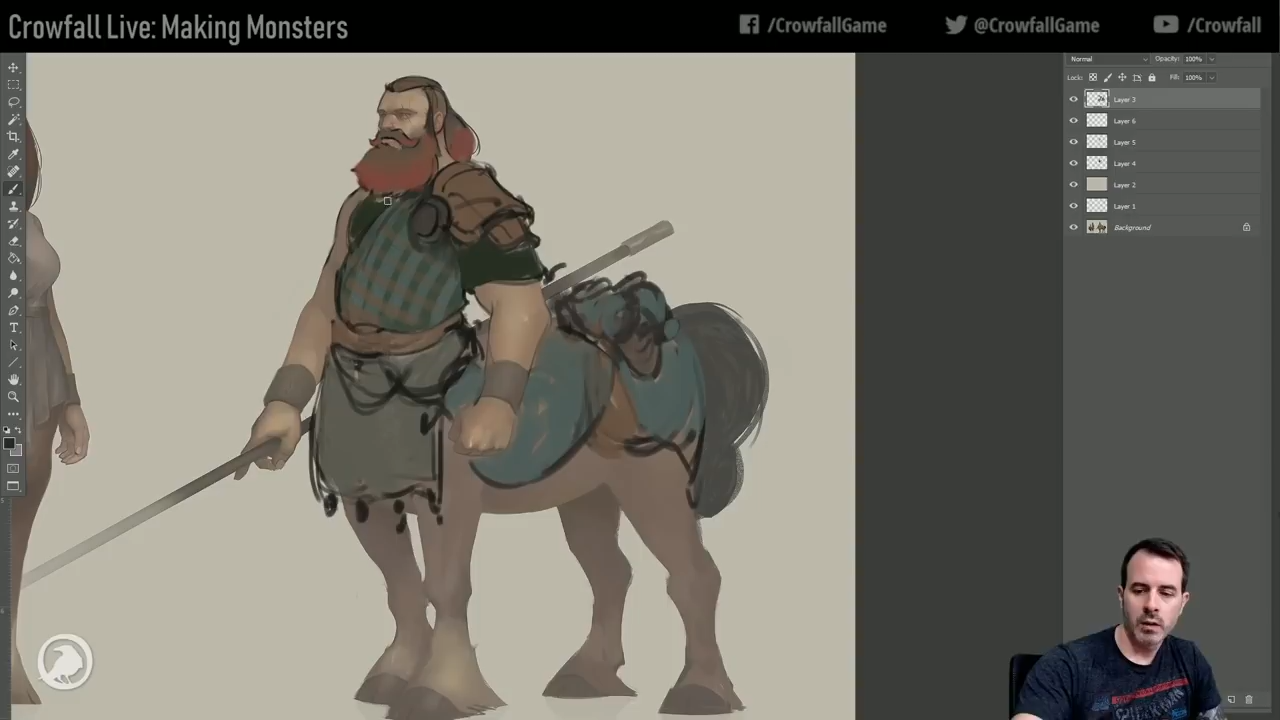 Crowfall Live: Making Monsters
/CrowfallGame
@CrowfallGame
/Crowfall
Normal
Opacity: 100%
Lock:
Fill: 100%
Layer 3
Layer 6
Layer 5
Layer 4
Layer 2
Layer 1
Background